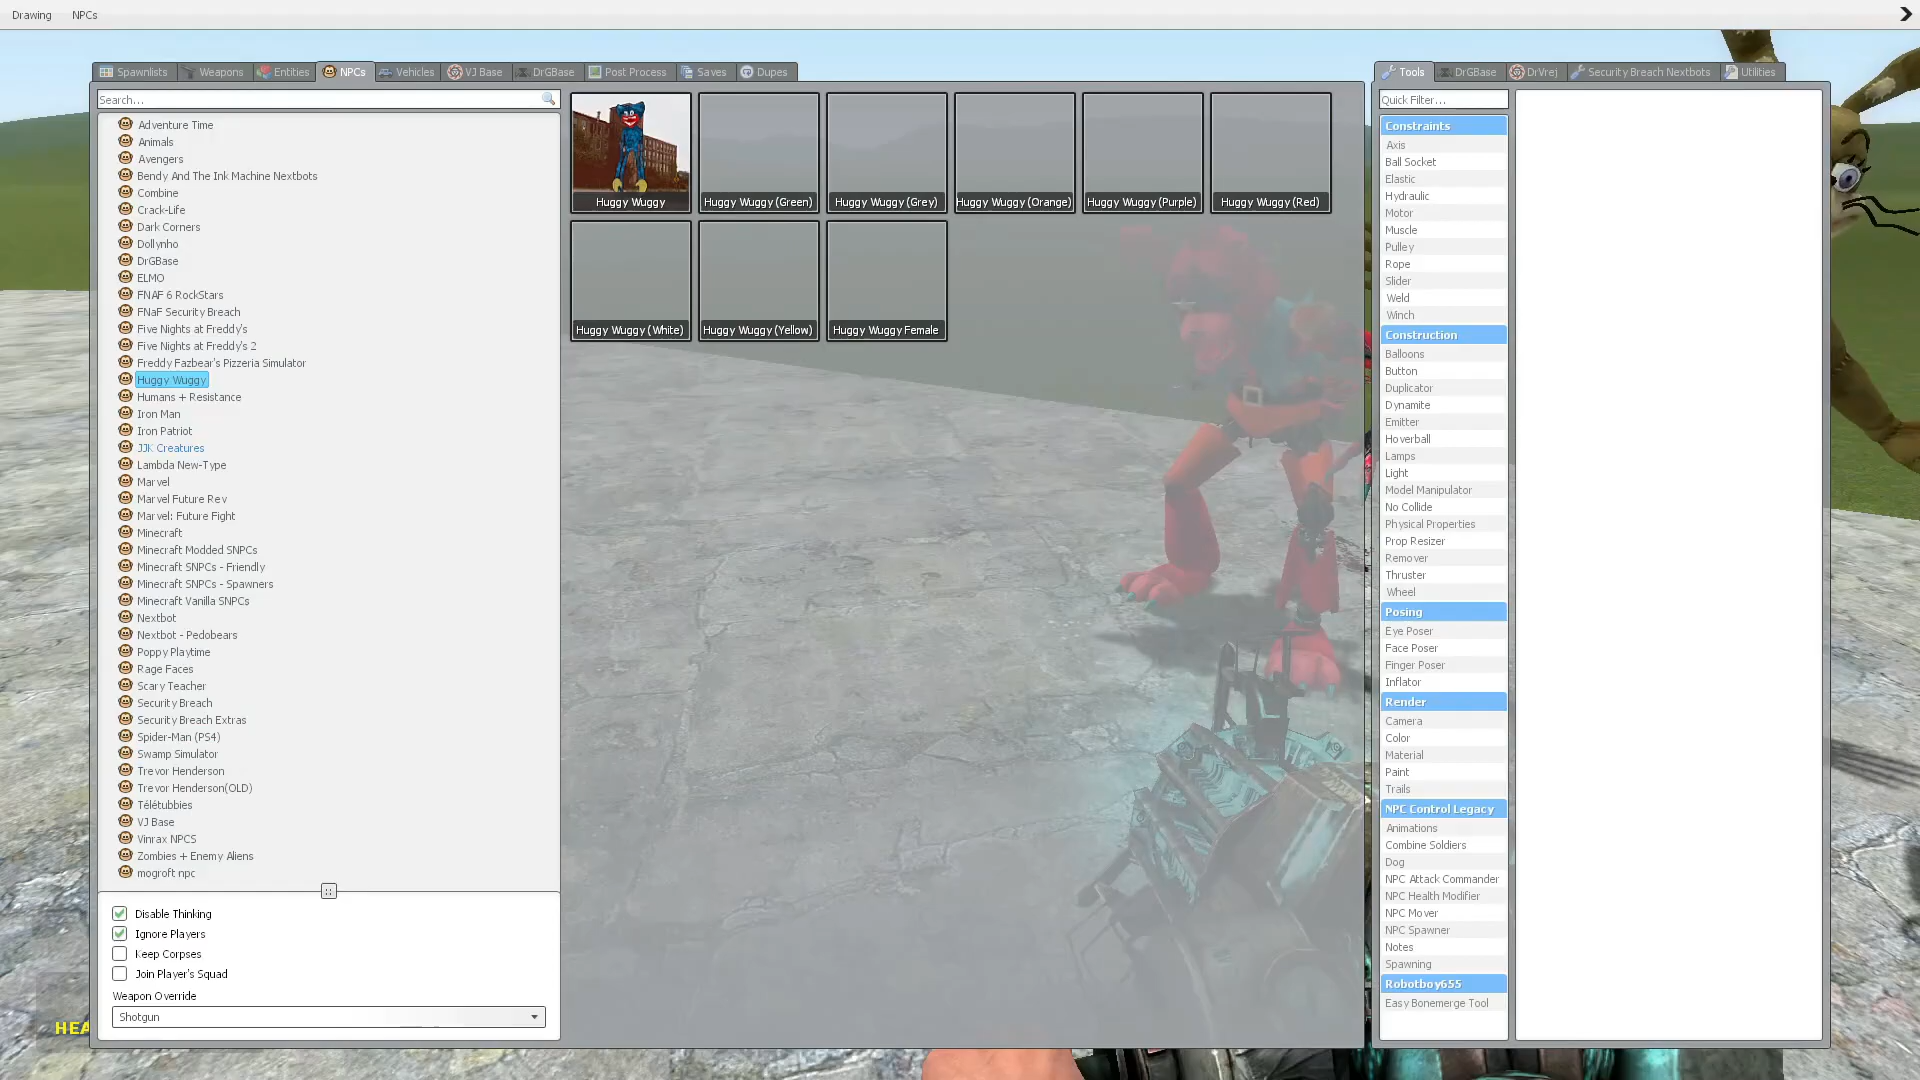 Drawing NPCs
Spawnlists Weapons Entities NPCs Vehicles VJ Base DrGBase Post Process Saves Dupes
Search...
Adventure Time
Animals
Avengers
Bendy And The Ink Machine Nextbots
Combine
Crack-Life
Dark Corners
Dollynho
DrGBase
ELMO
FNAF 6 RockStars
FNaF Security Breach
Five Nights at Freddy's
Five Nights at Freddy's 2
Freddy Fazbear's Pizzeria Simulator
Huggy Wuggy
Humans + Resistance
Iron Man
Iron Patriot
JJK Creatures
Lambda New-Type
Marvel
Marvel Future Rev
Marvel: Future Fight
Minecraft
Minecraft Modded SNPCs
Minecraft SNPCs - Friendly
Minecraft SNPCs - Spawners
Minecraft Vanilla SNPCs
Nextbot
Nextbot - Pedobears
Poppy Playtime
Rage Faces
Scary Teacher
Security Breach
Security Breach Extras
Spider-Man (PS4)
Swamp Simulator
Trevor Henderson
Trevor Henderson(OLD)
Télétubbies
VJ Base
Vinrax NPCS
Zombies + Enemy Aliens
mogroft npc
Disable Thinking
Ignore Players
Keep Corpses
Join Player's Squad
Weapon Override
Shotgun
HEA
Huggy Wuggy Huggy Wuggy (Green) Huggy Wuggy (Grey) Huggy Wuggy (Orange) Huggy Wuggy (Purple) Huggy Wuggy (Red)
Huggy Wuggy (White) Huggy Wuggy (Yellow) Huggy Wuggy Female
Tools DrGBase DrVrej Security Breach Nextbots Utilities
Quick Filter...
Constraints
Axis
Ball Socket
Elastic
Hydraulic
Motor
Muscle
Pulley
Rope
Slider
Weld
Winch
Construction
Balloons
Button
Duplicator
Dynamite
Emitter
Hoverball
Lamps
Light
Model Manipulator
No Collide
Physical Properties
Prop Resizer
Remover
Thruster
Wheel
Posing
Eye Poser
Face Poser
Finger Poser
Inflator
Render
Camera
Color
Material
Paint
Trails
NPC Control Legacy
Animations
Combine Soldiers
Dog
NPC Attack Commander
NPC Health Modifier
NPC Mover
NPC Spawner
Notes
Spawning
Robotboy655
Easy Bonemerge Tool